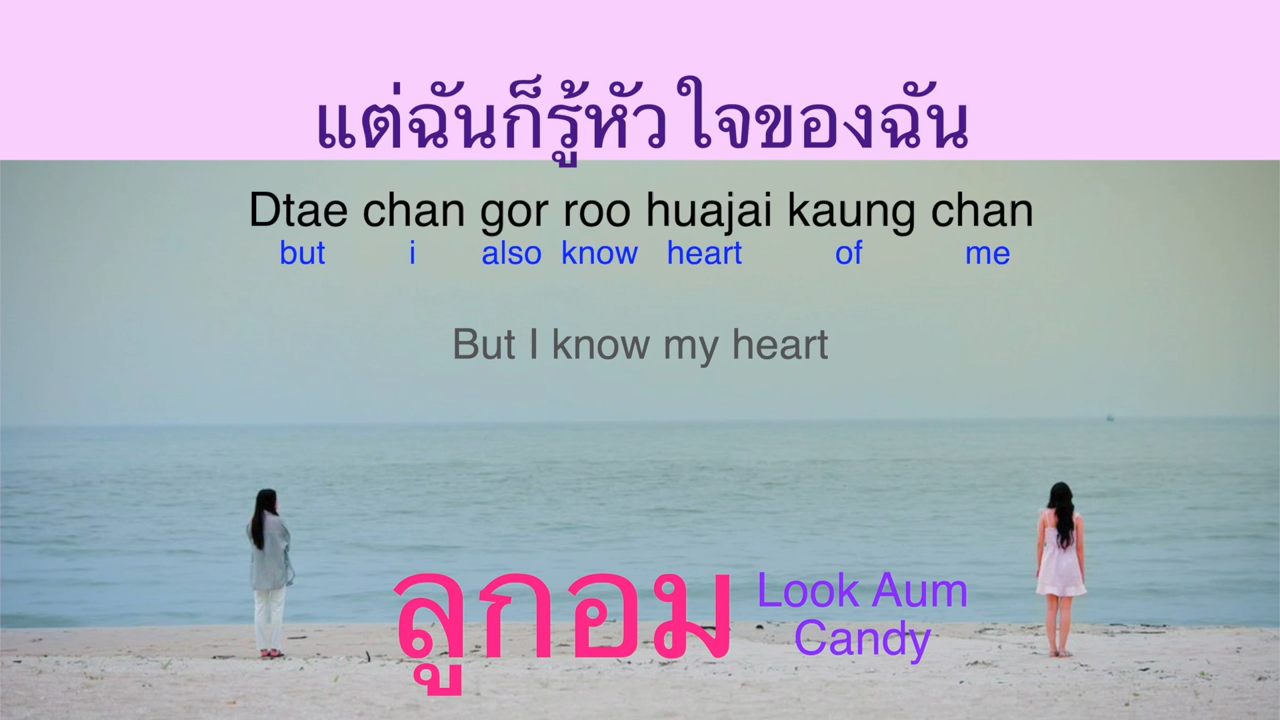 แต่ฉันก็รู้หัวใจของฉัน
Dtae chan gor roo huajai kaung chan
but i also know heart of me
But I know my heart
ลูกอม
Look Aum
Candy